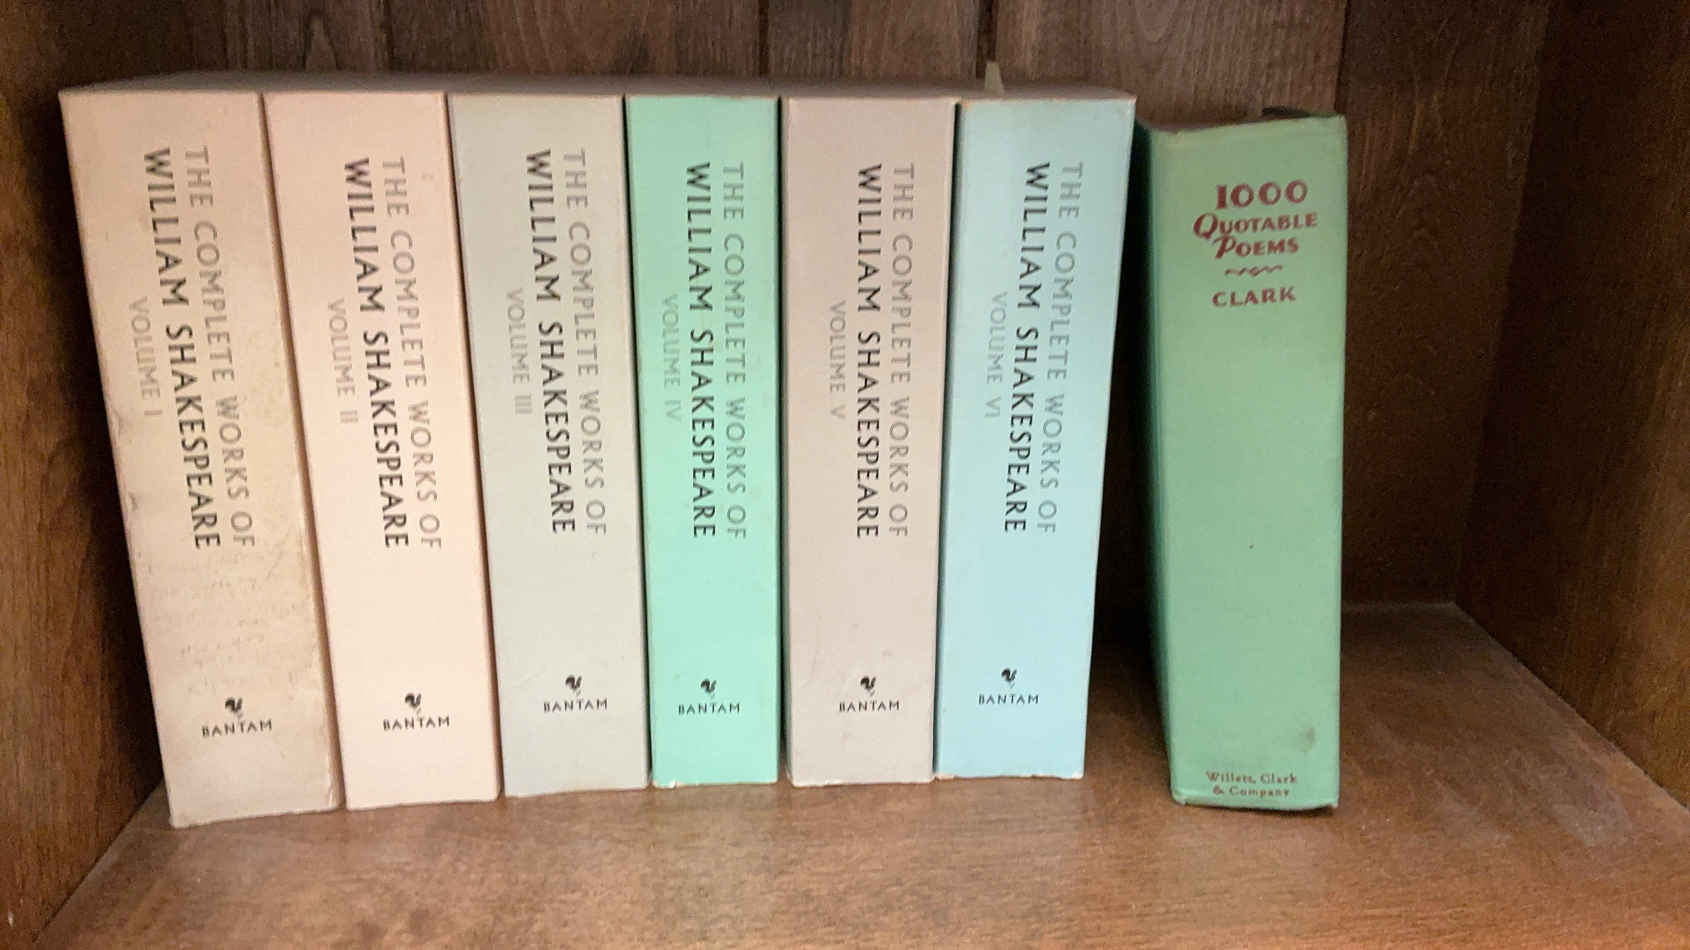 THE COMPLETE WORKS OF
WILLIAM SHAKESPEARE
VOLUME I
BANTAM
THE COMPLETE WORKS OF
WILLIAM SHAKESPEARE
VOLUME II
BANTAM
THE COMPLETE WORKS OF
WILLIAM SHAKESPEARE
VOLUME III
BANTAM
THE COMPLETE WORKS OF
WILLIAM SHAKESPEARE
VOLUME IV
BANTAM
THE COMPLETE WORKS OF
WILLIAM SHAKESPEARE
VOLUME V
BANTAM
THE COMPLETE WORKS OF
WILLIAM SHAKESPEARE
VOLUME VI
BANTAM
1000
QUOTABLE
POEMS
CLARK
Willett, Clark
& Company